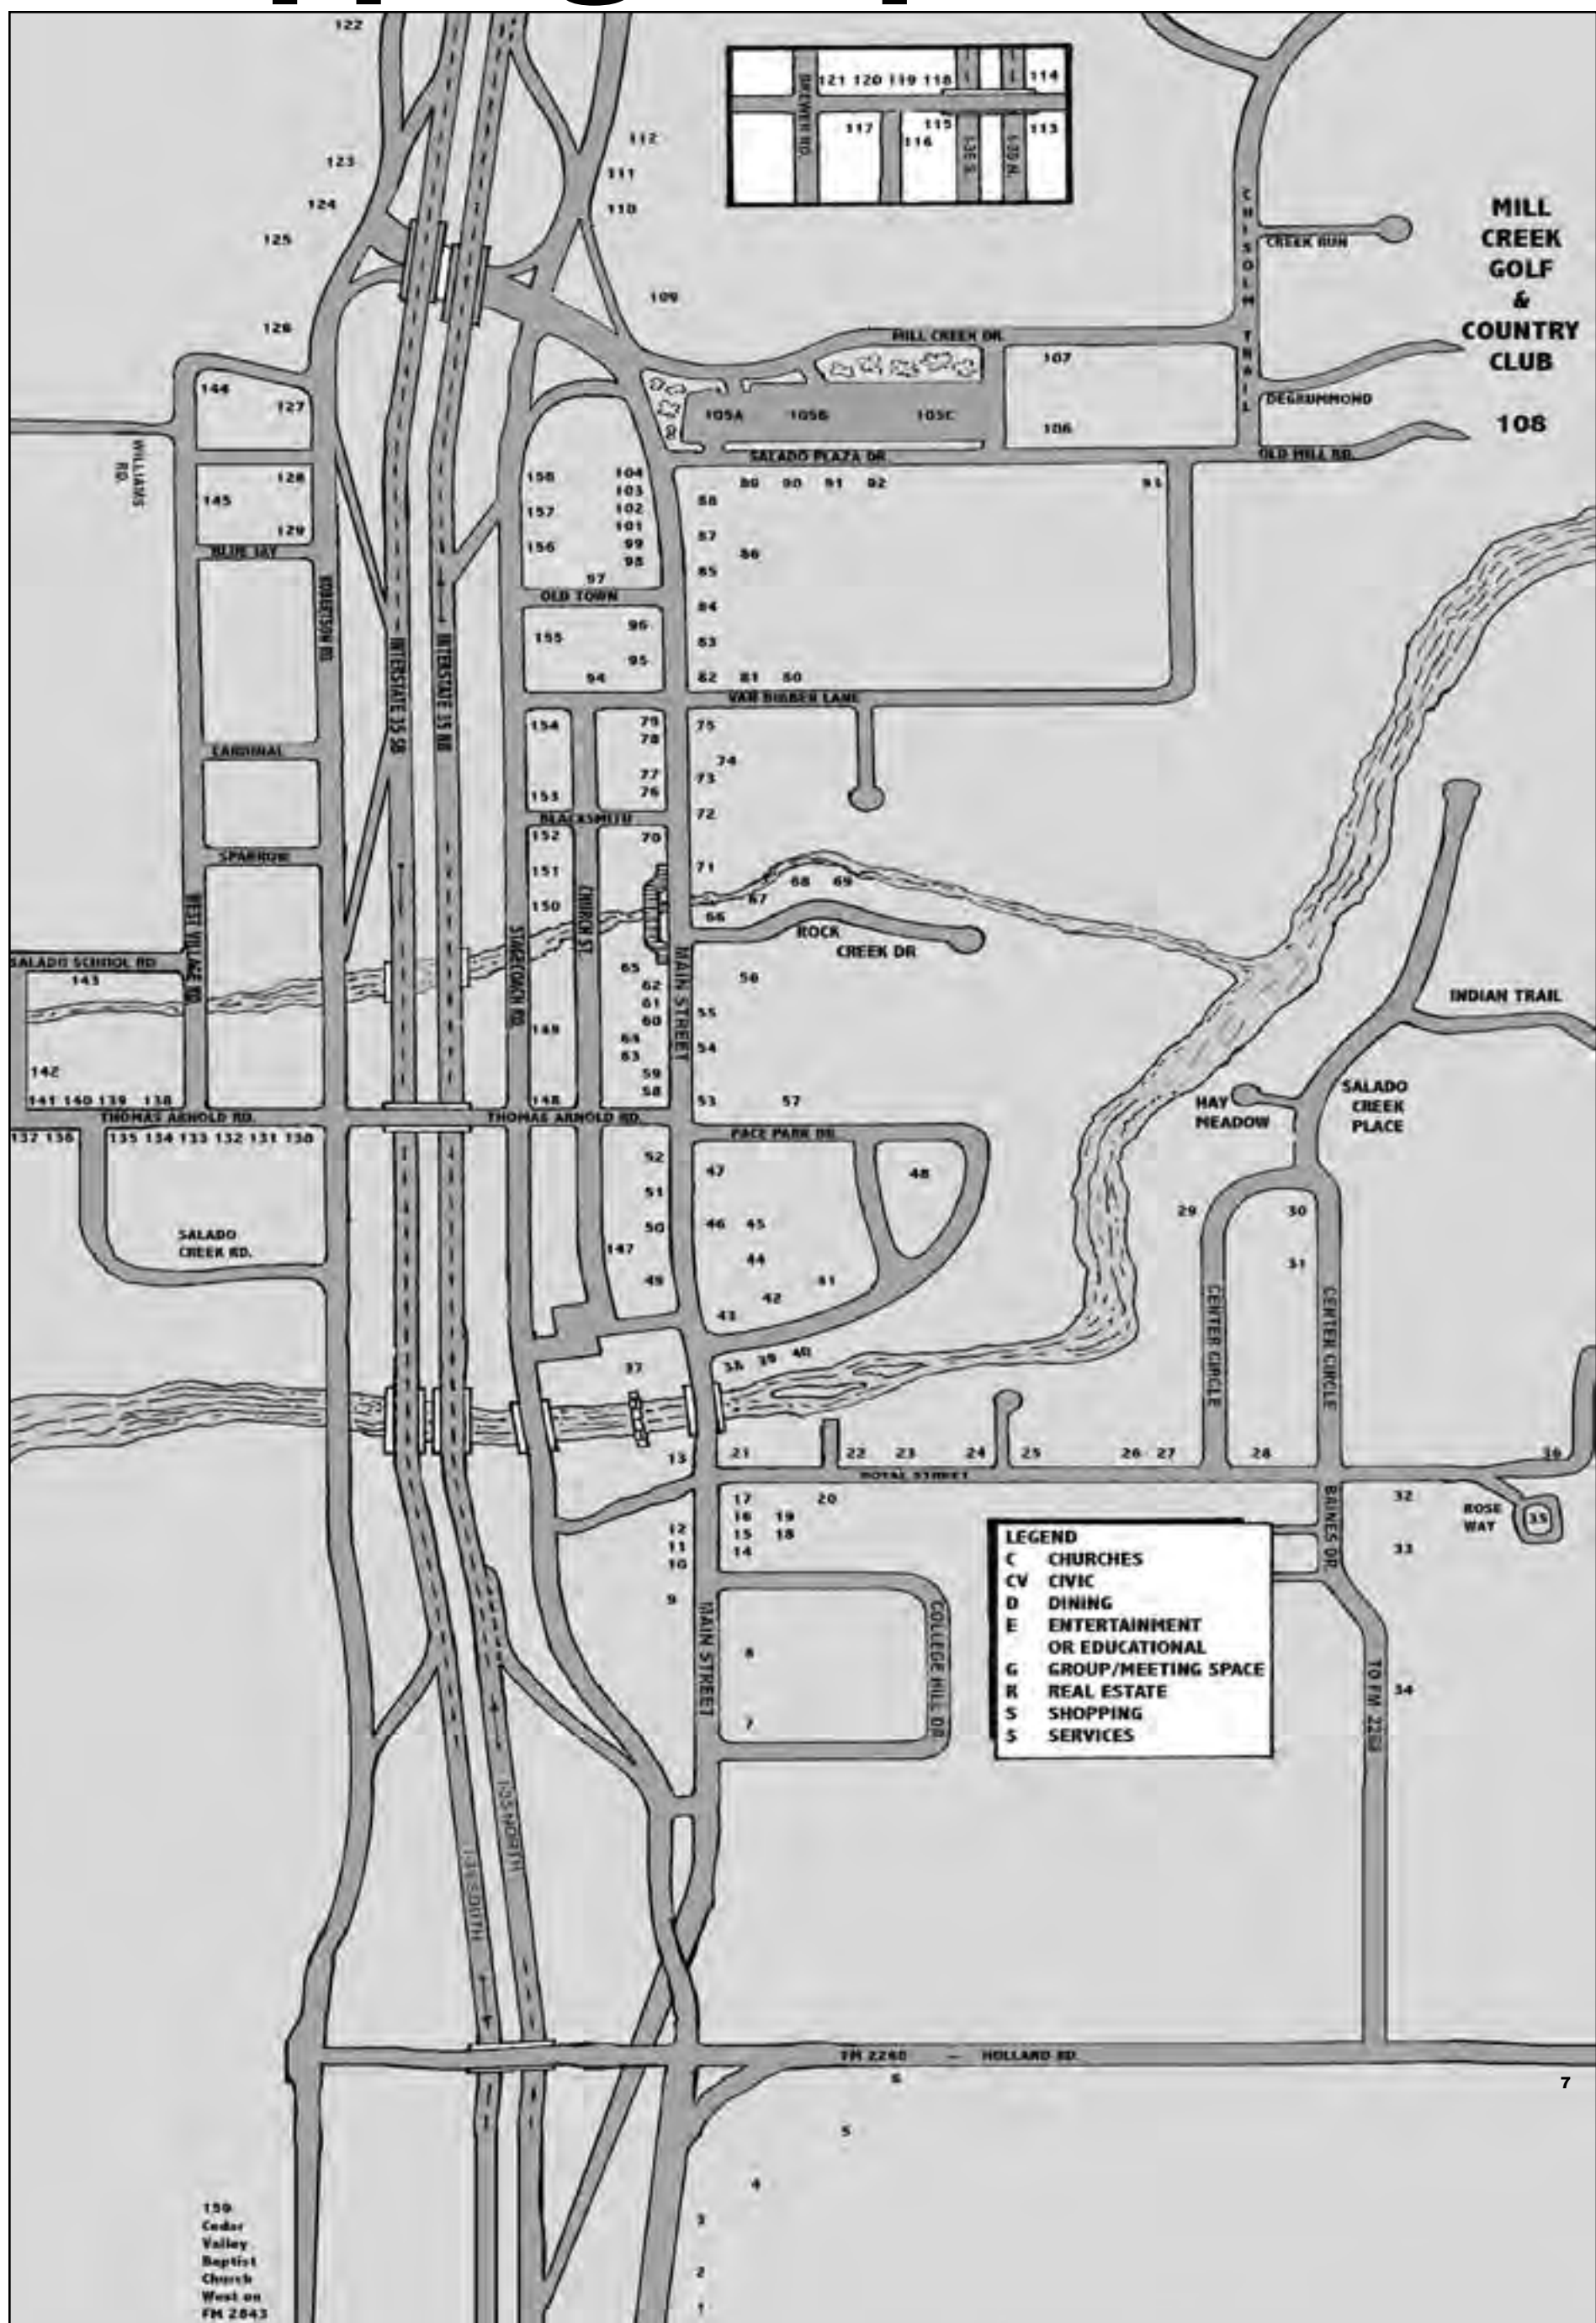 122
121 120 119 118
I
I
114
BREWER RD.
117
115
116
I-35 S.
I-35 N.
113
112
123
111
124
110
125
CHISOLM TRAIL
CREEK RUN
MILL
CREEK
GOLF
&
COUNTRY
CLUB
108
109
126
MILL CREEK DR.
107
144
127
105A
105B
105C
106
DEGRUMMOND
WILLIAMS
RD.
SALADO PLAZA DR.
OLD MILL RD.
128
145
129
158
104
103
157
102
101
156
99
98
97
88
89 90 91 92
93
87
86
85
BLUE JAY
ROBERTSON RD.
OLD TOWN
84
155
96
95
94
83
82 81 80
INTERSTATE 35 SB
INTERSTATE 35 NB
VAN BIBBER LANE
154
79
78
75
74
77
76
73
153
72
CARDINAL
BLACKSMITH
152
70
SPARROW
151
71
68 69
150
67
66
CHURCH ST.
WEST VILLAGE RD.
STAGECOACH RD.
MAIN STREET
ROCK
CREEK DR
SALADO SCHOOL RD
143
65
62
61
60
56
55
INDIAN TRAIL
149
64
63
54
142
59
58
141 140 139 138
148
53
57
HAY
MEADOW
SALADO
CREEK
PLACE
THOMAS ARNOLD RD.
THOMAS ARNOLD RD.
PACE PARK DR.
137 136
135 134 133 132 131 130
52
47
48
51
29
30
SALADO
CREEK RD.
50
46 45
147
44
31
49
41
42
43
CENTER CIRCLE
CENTER CIRCLE
37
38 39 40
13
21
22 23 24 25 26 27 28
36
ROYAL STREET
17
20
16 19
12
15 18
11
14
10
BAINES DR.
32
ROSE
WAY
35
33
9
MAIN STREET
COLLEGE HILL DR.
8
7
LEGEND
C CHURCHES
CV CIVIC
D DINING
E ENTERTAINMENT
OR EDUCATIONAL
G GROUP/MEETING SPACE
R REAL ESTATE
S SHOPPING
S SERVICES
TO FM 2268
34
I-35 NORTH
I-35 SOUTH
FM 2268 — HOLLAND RD.
6
7
5
4
3
2
1
159
Cedar
Valley
Baptist
Church
West on
FM 2843